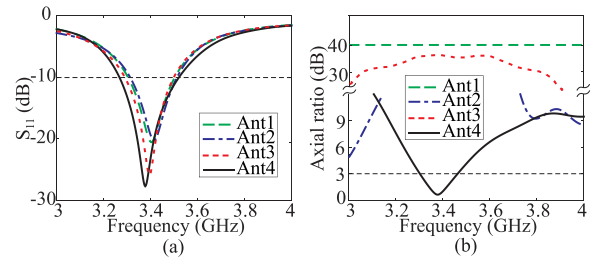 0
-10
-20
-30
S11 (dB)
Ant1
Ant2
Ant3
Ant4
3 3.2 3.4 3.6 3.8 4
Frequency (GHz)
(a)
40
30
9
6
3
0
Axial ratio (dB)
Ant1
Ant2
Ant3
Ant4
3 3.2 3.4 3.6 3.8 4
Frequency (GHz)
(b)